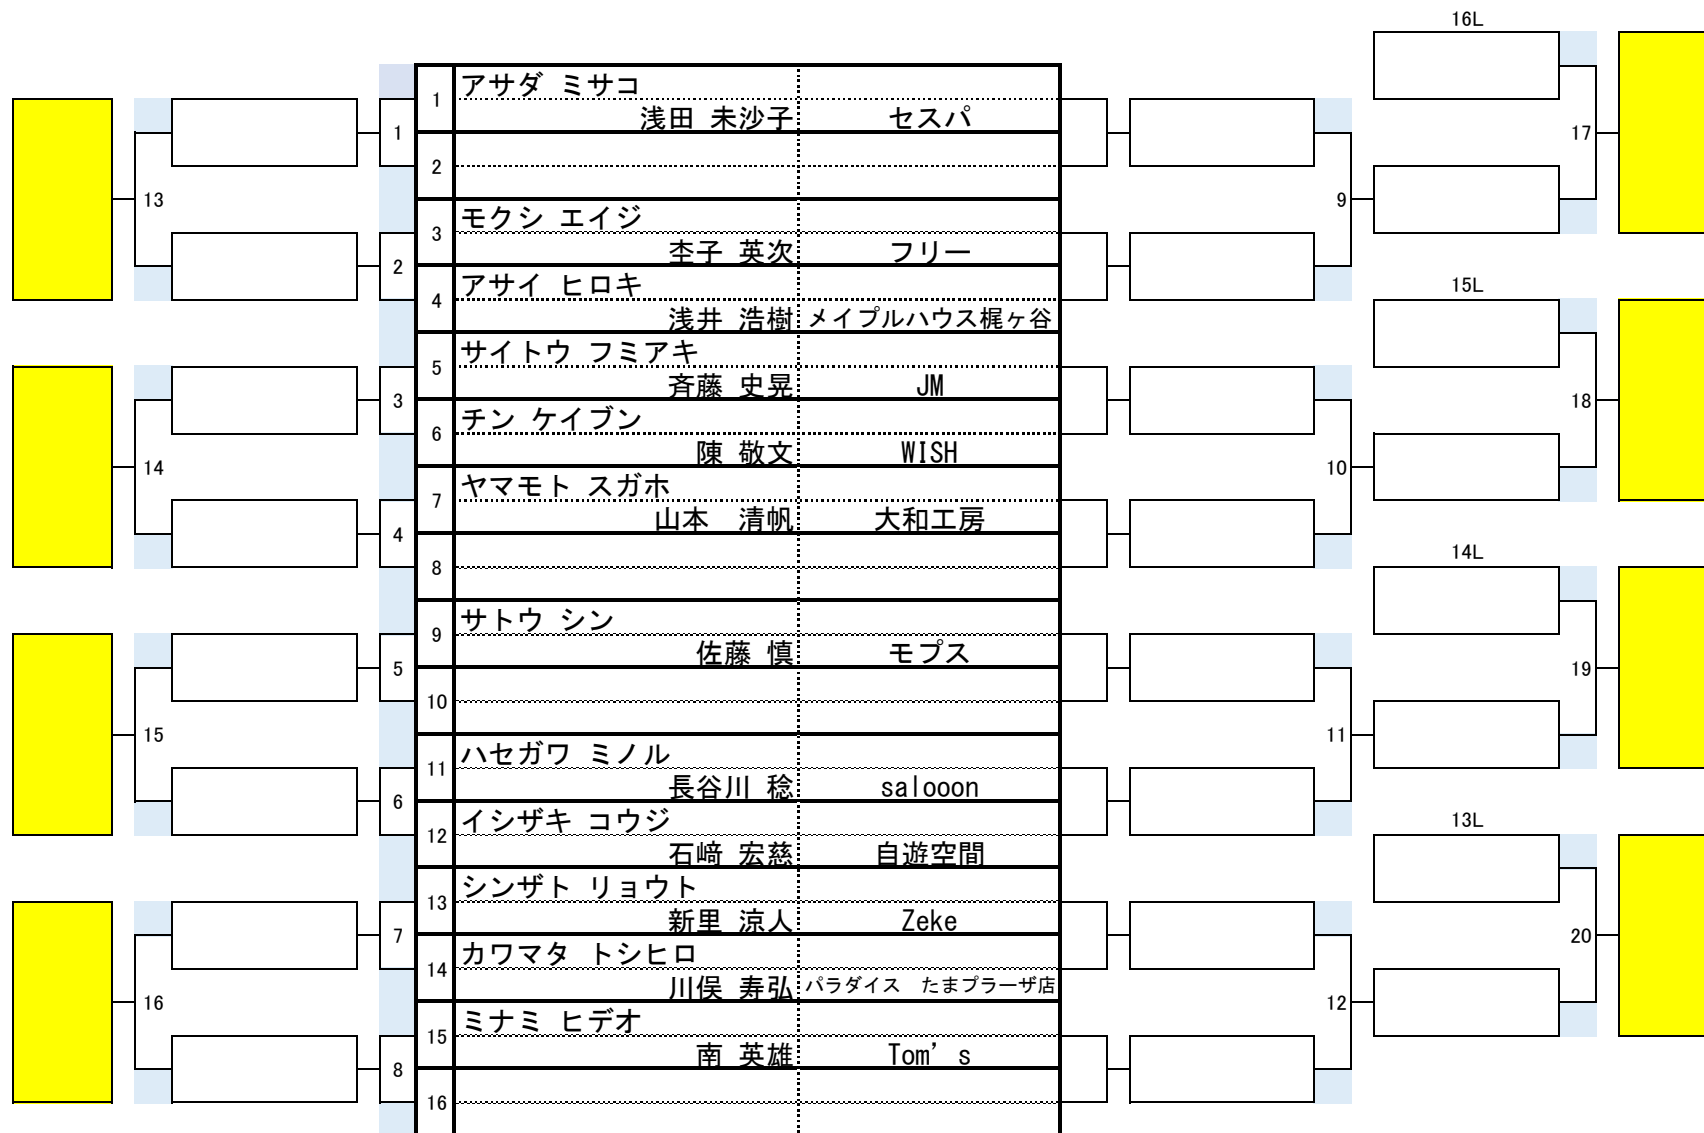 16L
1
アサダ ミサコ
浅田 未沙子 セスパ
1
17
2
13
9
3
モクシ エイジ
杢子 英次 フリー
2
4
アサイ ヒロキ
浅井 浩樹 メイプルハウス梶ヶ谷
15L
5
サイトウ フミアキ
斉藤 史晃 JM
3
18
6
チン ケイブン
陳 敬文 WISH
14
10
7
ヤマモト スガホ
山本 清帆 大和工房
4
8
14L
9
サトウ シン
佐藤 慎 モプス
5
19
10
15
11
11
ハセガワ ミノル
長谷川 稔 salooon
6
12
イシザキ コウジ
石﨑 宏慈 自遊空間
13L
13
シンザト リョウト
新里 涼人 Zeke
7
20
14
カワマタ トシヒロ
川俣 寿弘 パラダイス たまプラーザ店
16
12
15
ミナミ ヒデオ
南 英雄 Tom’s
8
16